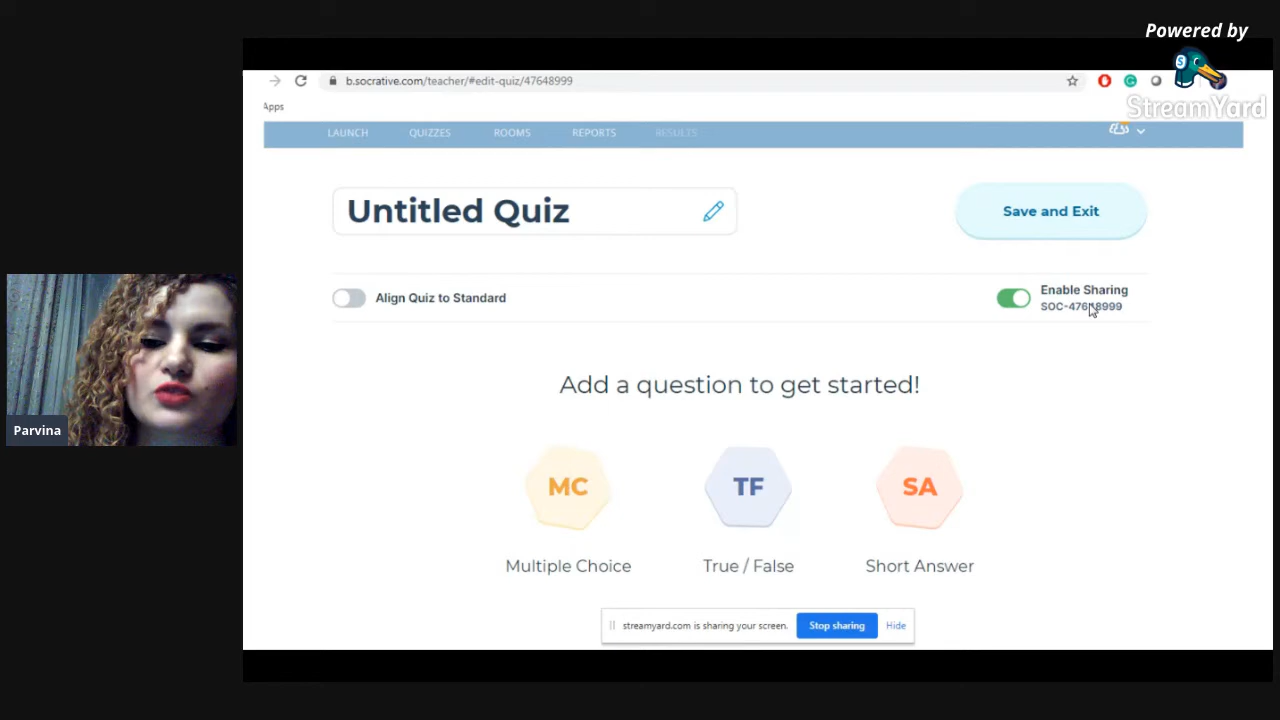 Powered by
StreamYard
b.socrative.com/teacher/#edit-quiz/47648999
Apps
LAUNCH QUIZZES ROOMS REPORTS RESULTS
Untitled Quiz
Save and Exit
Align Quiz to Standard
Enable Sharing
SOC-47648999
Add a question to get started!
MC TF SA
Multiple Choice True / False Short Answer
streamyard.com is sharing your screen. Stop sharing Hide
Parvina